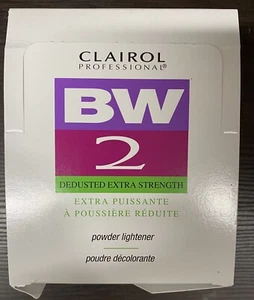 CLAIROL
PROFESSIONAL®
BW
2
DEDUSTED EXTRA STRENGTH
EXTRA PUISSANTE
À POUSSIÈRE RÉDUITE
powder lightener
poudre décolorante